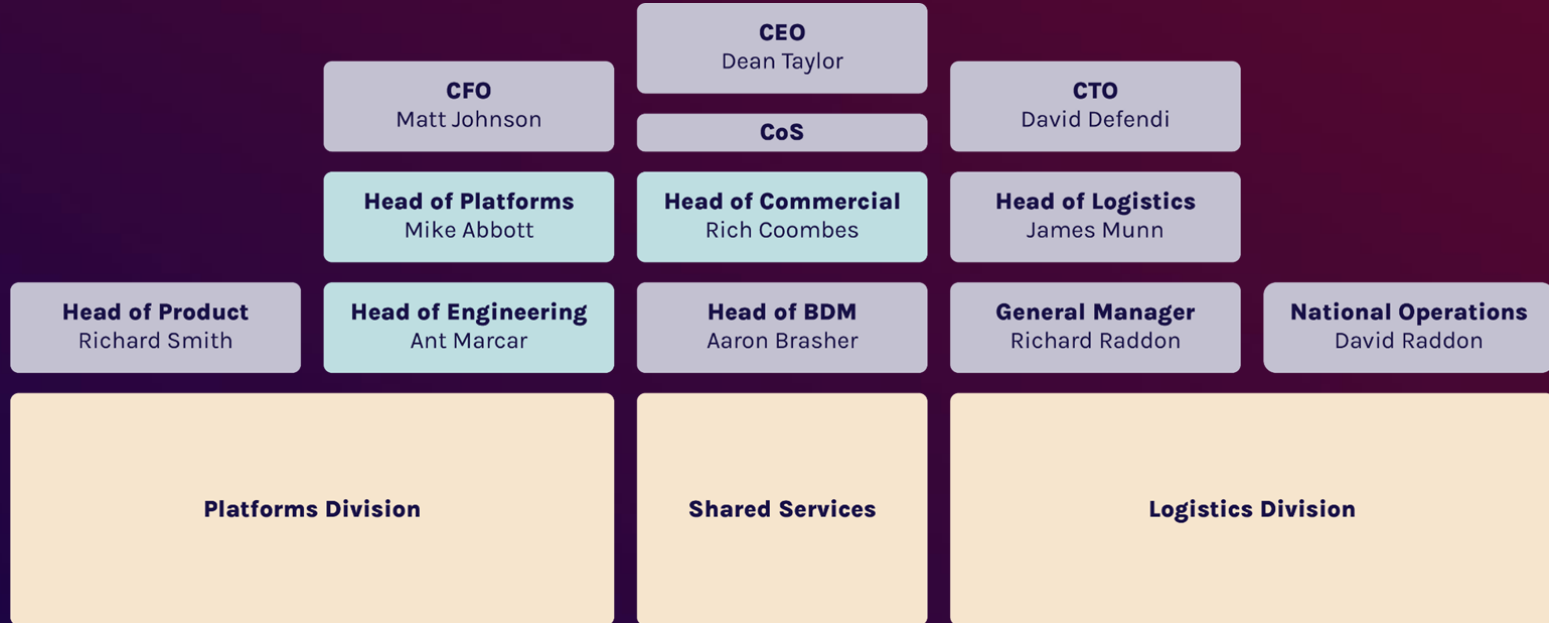 CEO
Dean Taylor
CFO
Matt Johnson
CTO
David Defendi
CoS
Head of Platforms
Mike Abbott
Head of Commercial
Rich Coombes
Head of Logistics
James Munn
Head of Product
Richard Smith
Head of Engineering
Ant Marcar
Head of BDM
Aaron Brasher
General Manager
Richard Raddon
National Operations
David Raddon
Platforms Division
Shared Services
Logistics Division